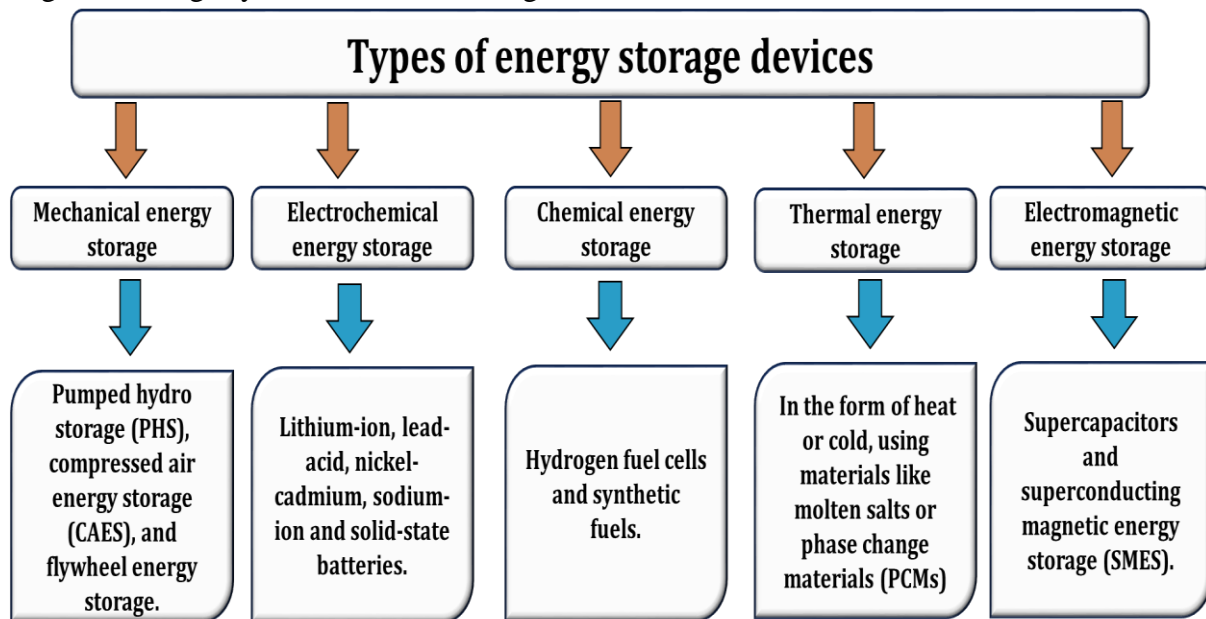 Types of energy storage devices
Mechanical energy
storage
Electrochemical
energy storage
Chemical energy
storage
Thermal energy
storage
Electromagnetic
energy storage
Pumped hydro
storage (PHS),
compressed air
energy storage
(CAES), and
flywheel energy
storage.
Lithium-ion, lead-
acid, nickel-
cadmium, sodium-
ion and solid-state
batteries.
Hydrogen fuel cells
and synthetic
fuels.
In the form of heat
or cold, using
materials like
molten salts or
phase change
materials (PCMs)
Supercapacitors
and
superconducting
magnetic energy
storage (SMES).